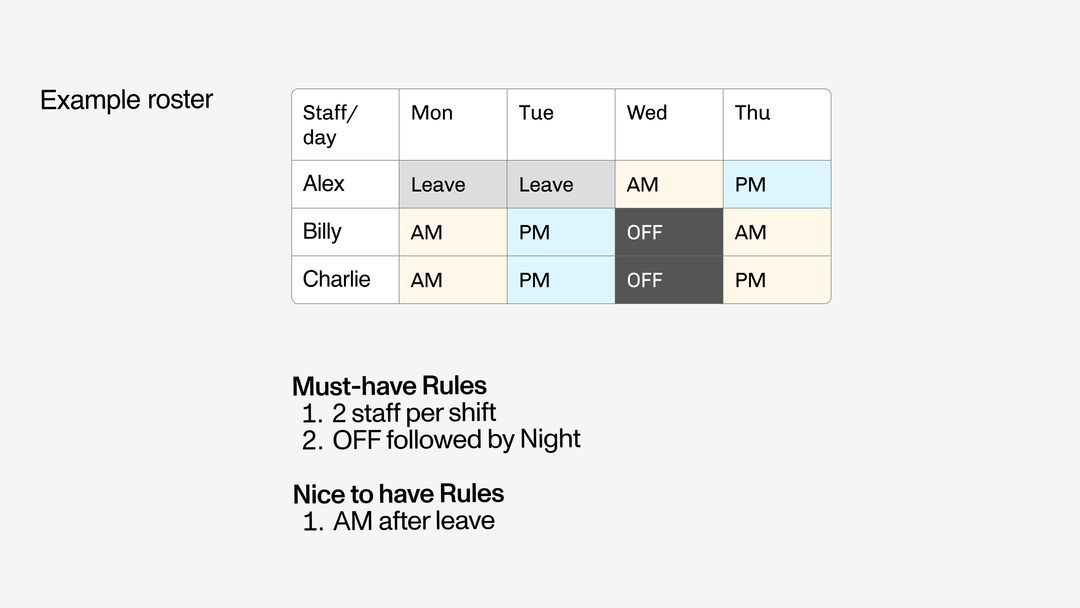 Example roster
Staff/ Mon Tue Wed Thu
day
Alex Leave Leave AM PM
Billy AM PM OFF AM
Charlie AM PM OFF PM
Must-have Rules
1. 2 staff per shift
2. OFF followed by Night
Nice to have Rules
1. AM after leave